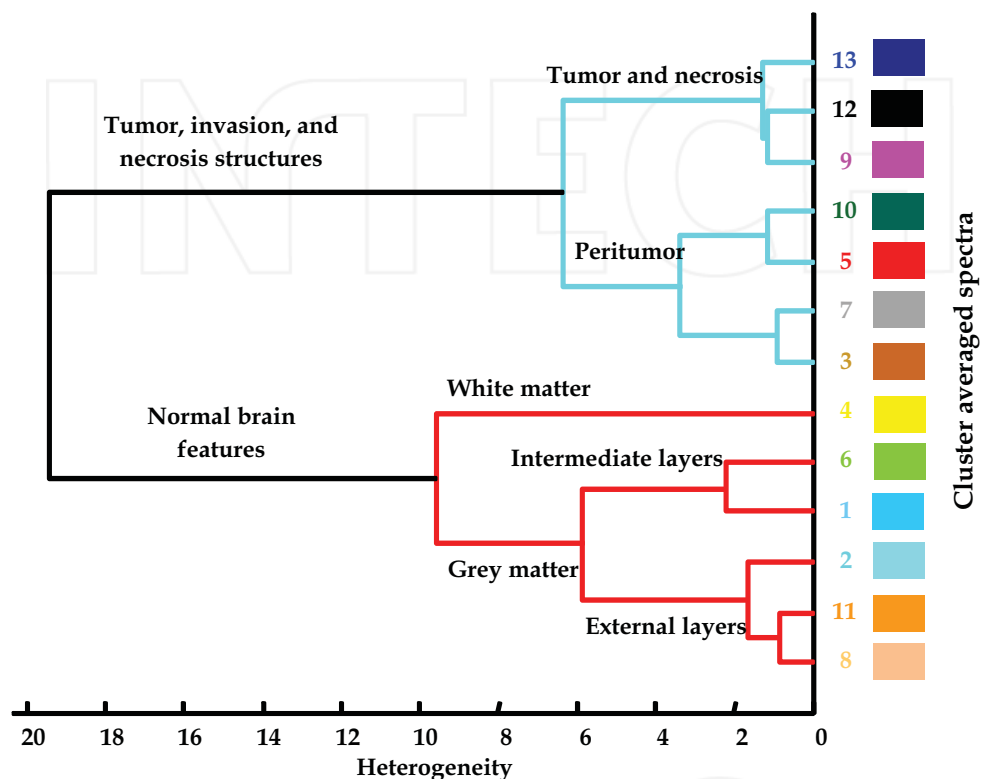 INTECH
Tumor and necrosis
Tumor, invasion, and
necrosis structures
Peritumor
White matter
Normal brain
features
Intermediate layers
Grey matter
External layers
13
12
9
10
5
7
3
4
6
1
2
11
8
Cluster averaged spectra
20 18 16 14 12 10 8 6 4 2 0
Heterogeneity